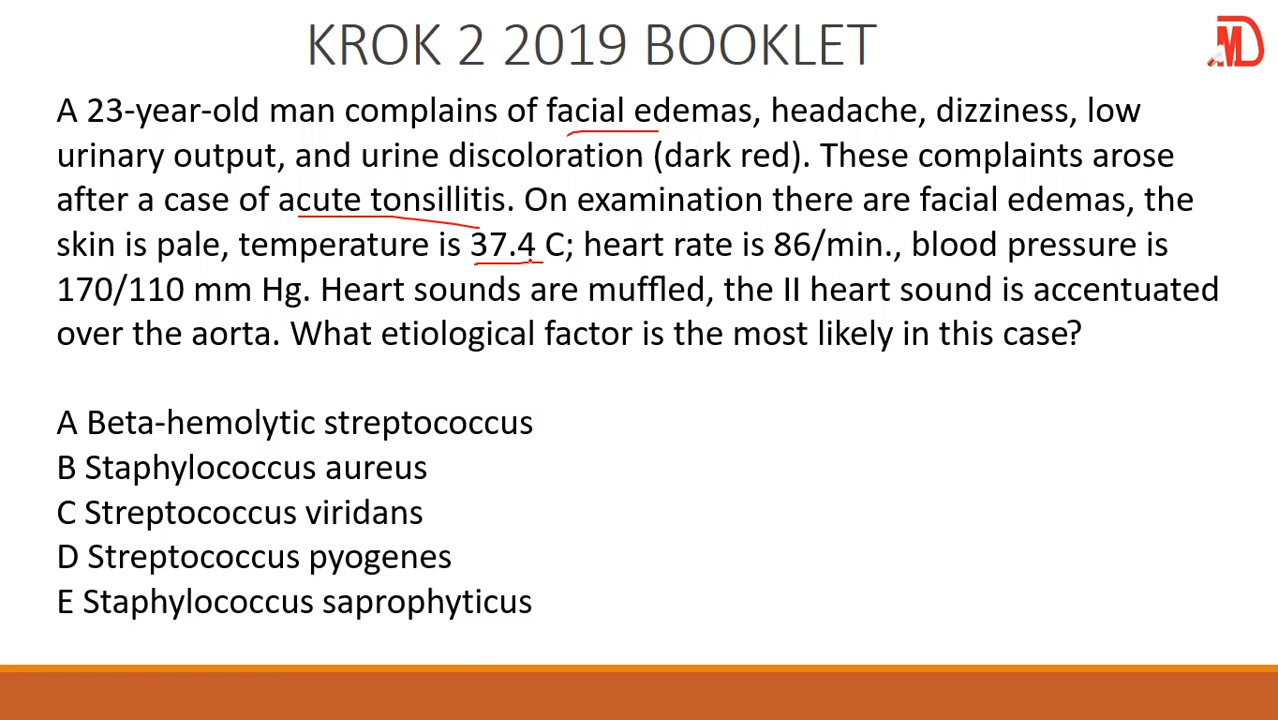 KROK 2 2019 BOOKLET
MD
A 23-year-old man complains of facial edemas, headache, dizziness, low
urinary output, and urine discoloration (dark red). These complaints arose
after a case of acute tonsillitis. On examination there are facial edemas, the
skin is pale, temperature is 37.4 C; heart rate is 86/min., blood pressure is
170/110 mm Hg. Heart sounds are muffled, the II heart sound is accentuated
over the aorta. What etiological factor is the most likely in this case?
A Beta-hemolytic streptococcus
B Staphylococcus aureus
C Streptococcus viridans
D Streptococcus pyogenes
E Staphylococcus saprophyticus